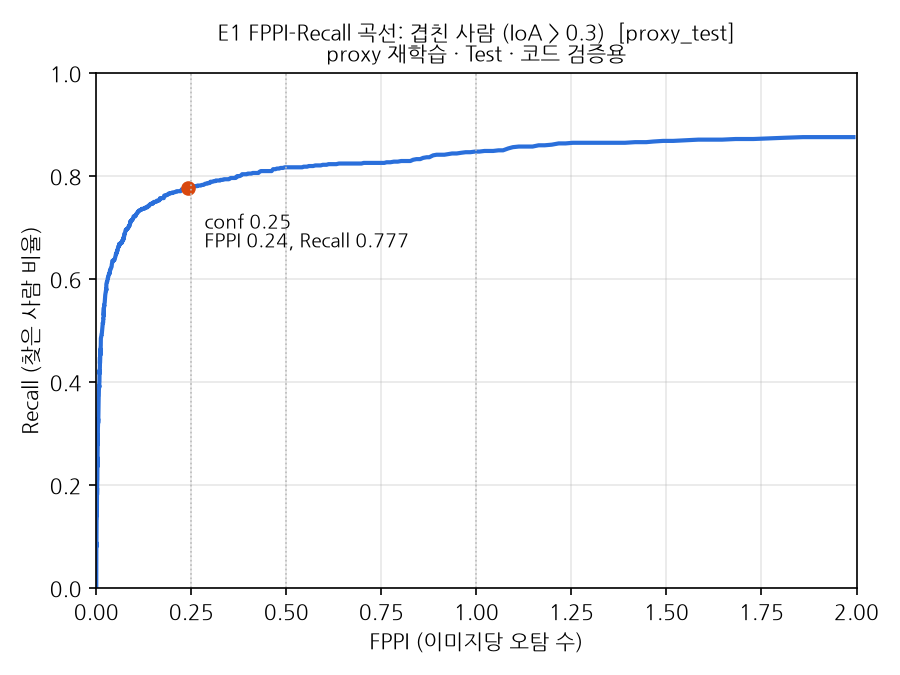 E1 FPPI-Recall 곡선: 겹친 사람 (IoA > 0.3)  [proxy_test]
proxy 재학습 · Test · 코드 검증용
1.0
0.8
0.6
0.4
0.2
0.0
Recall (찾은 사람 비율)
conf 0.25
FPPI 0.24, Recall 0.777
0.00 0.25 0.50 0.75 1.00 1.25 1.50 1.75 2.00
FPPI (이미지당 오탐 수)